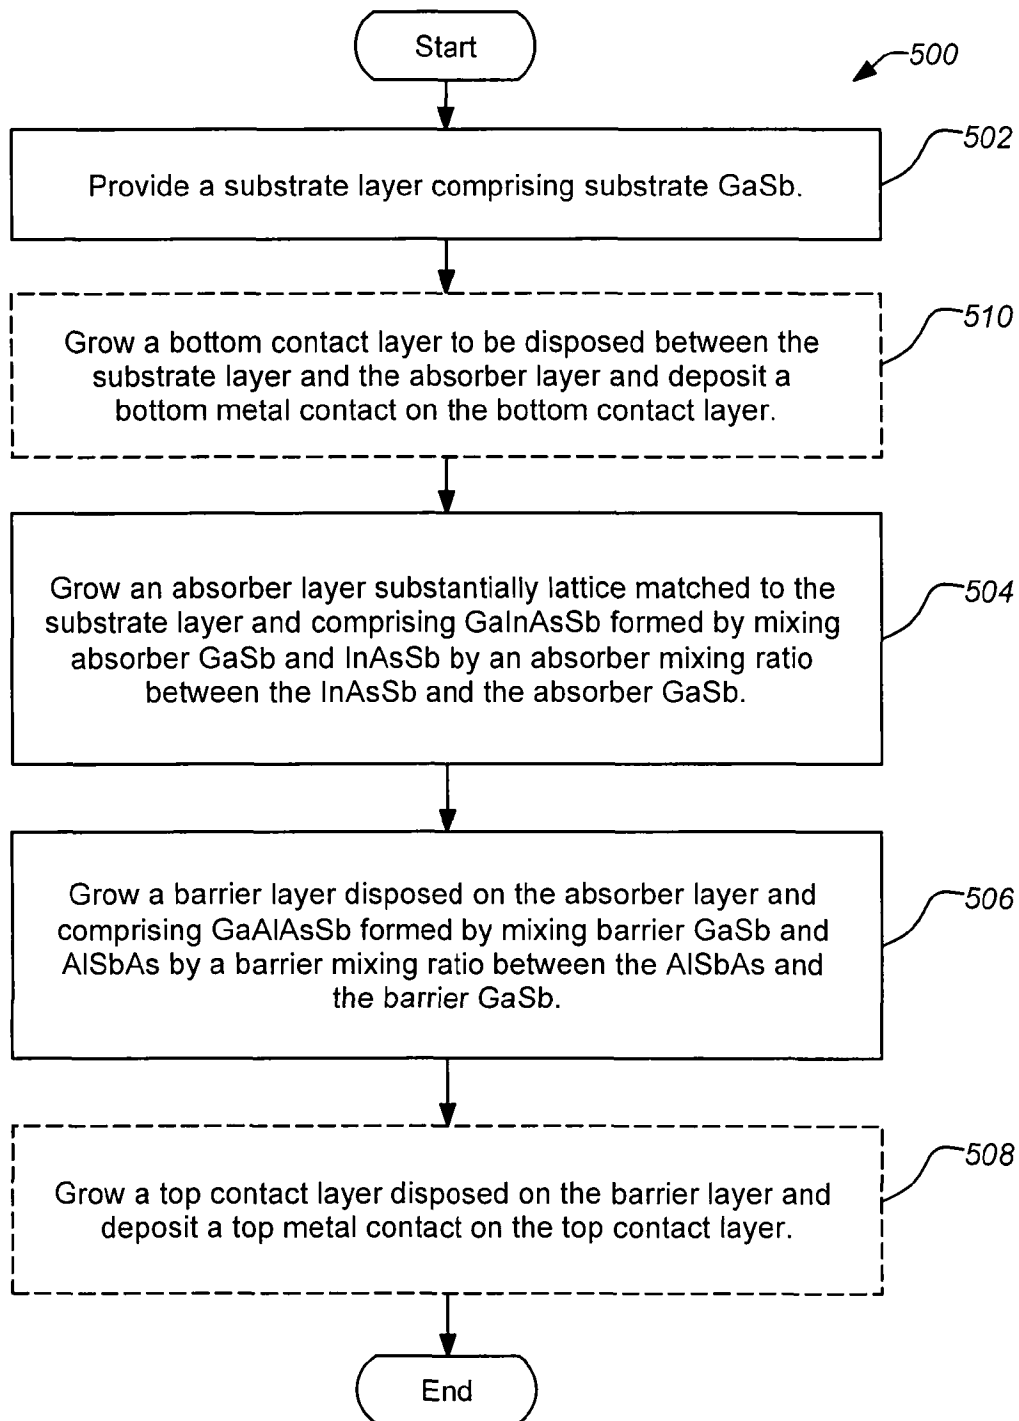 Start
500
502
Provide a substrate layer comprising substrate GaSb.
510
Grow a bottom contact layer to be disposed between the
substrate layer and the absorber layer and deposit a
bottom metal contact on the bottom contact layer.
504
Grow an absorber layer substantially lattice matched to the
substrate layer and comprising GaInAsSb formed by mixing
absorber GaSb and InAsSb by an absorber mixing ratio
between the InAsSb and the absorber GaSb.
506
Grow a barrier layer disposed on the absorber layer and
comprising GaAlAsSb formed by mixing barrier GaSb and
AlSbAs by a barrier mixing ratio between the AlSbAs and
the barrier GaSb.
508
Grow a top contact layer disposed on the barrier layer and
deposit a top metal contact on the top contact layer.
End